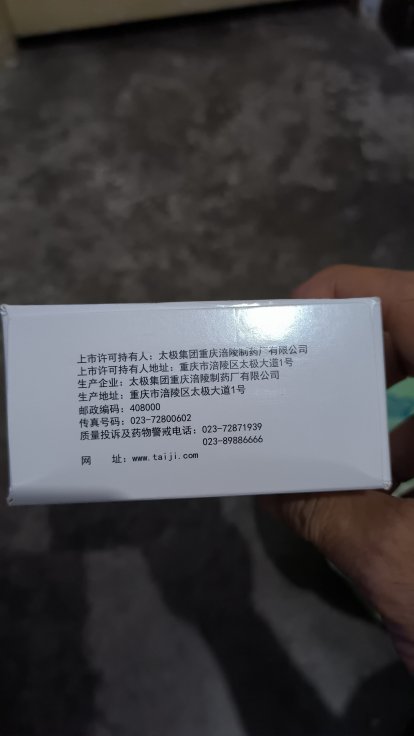 上市许可持有人：太极集团重庆涪陵制药厂有限公司
上市许可持有人地址：重庆市涪陵区太极大道1号
生产企业：太极集团重庆涪陵制药厂有限公司
生产地址：重庆市涪陵区太极大道1号
邮政编码：408000
传真号码：023-72800602
质量投诉及药物警戒电话：023-72871939
023-89886666
网　　址：www.taiji.com